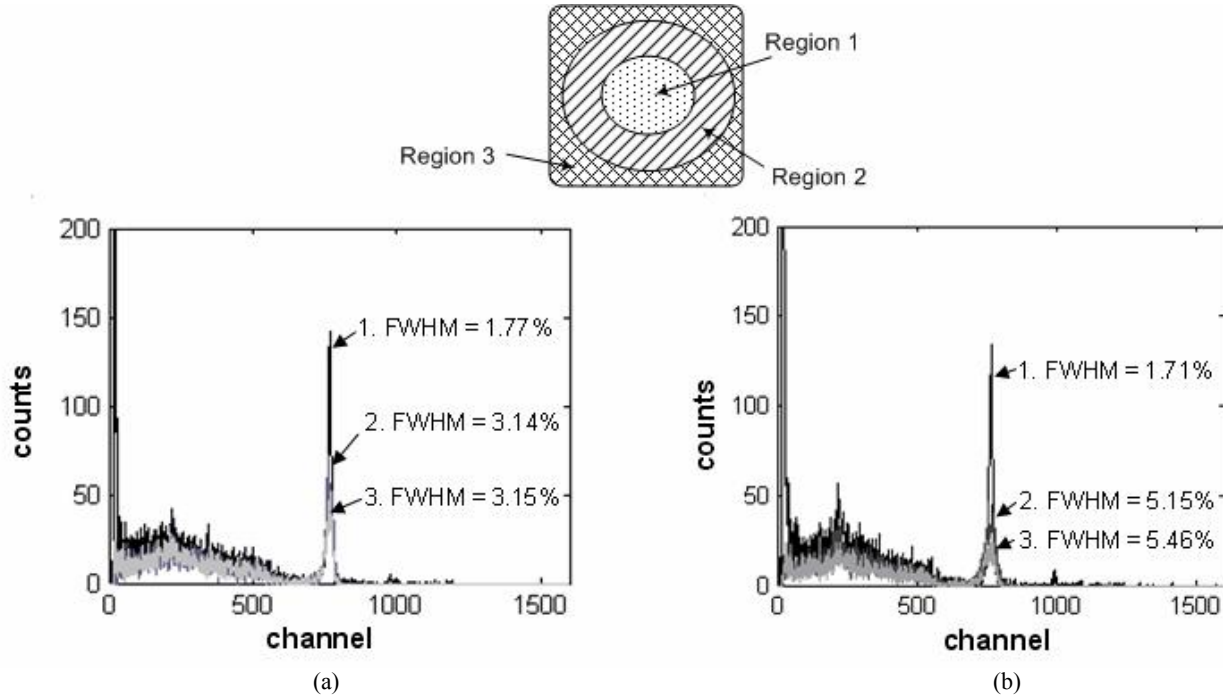 Region 1
Region 3
Region 2
200
150
100
50
0
counts
1. FWHM = 1.77%
2. FWHM = 3.14%
3. FWHM = 3.15%
0
500
1000
1500
channel
(a)
200
150
100
50
0
counts
1. FWHM = 1.71%
2. FWHM = 5.15%
3. FWHM = 5.46%
0
500
1000
1500
channel
(b)